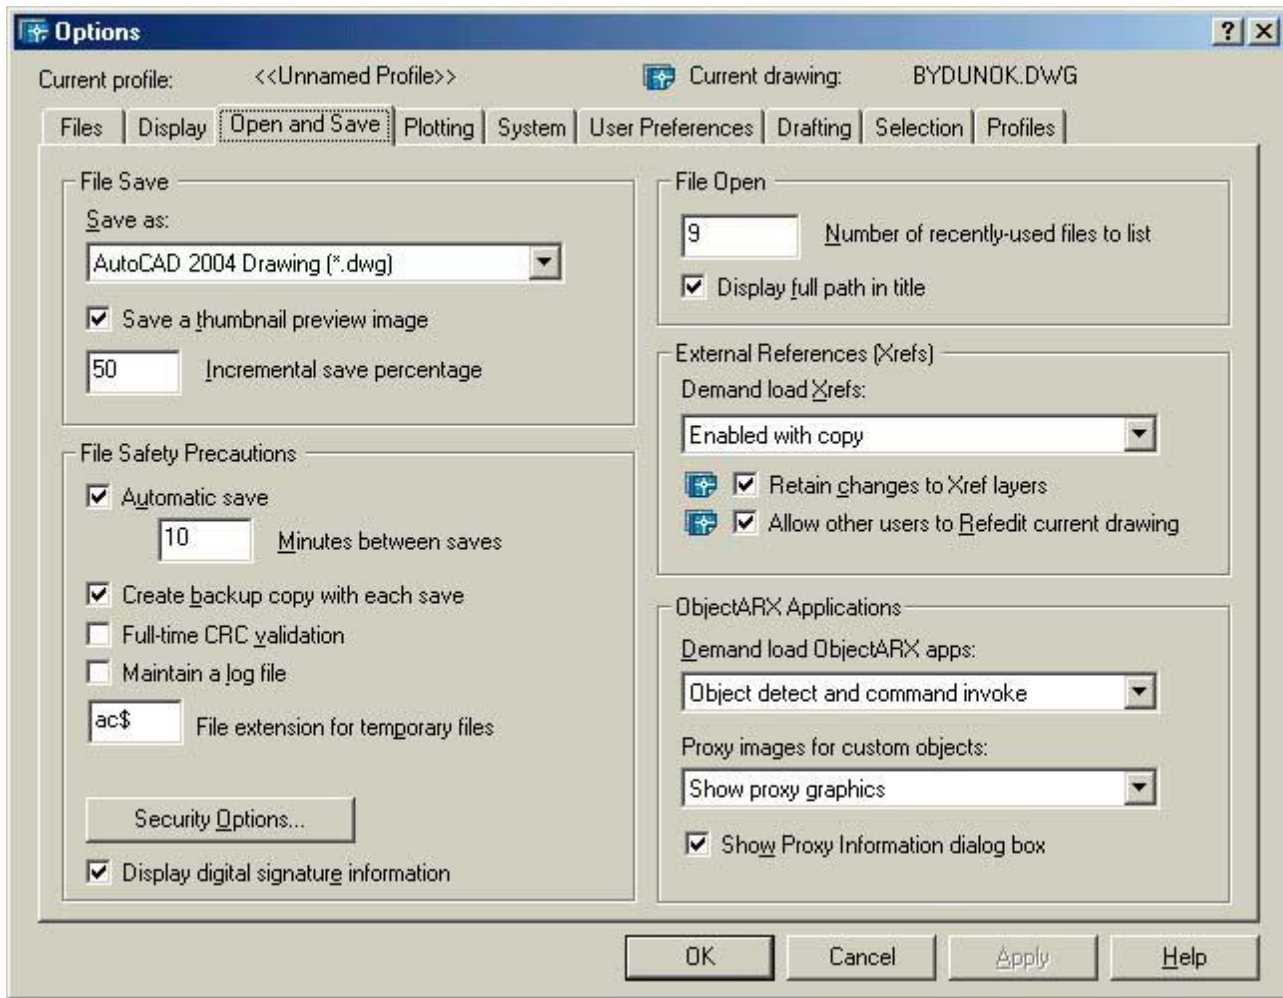 Options
Current profile: <<Unnamed Profile>> Current drawing: BYDUNOK.DWG
Files Display Open and Save Plotting System User Preferences Drafting Selection Profiles
File Save
Save as:
AutoCAD 2004 Drawing (*.dwg)
Save a thumbnail preview image
50 Incremental save percentage
File Safety Precautions
Automatic save
10 Minutes between saves
Create backup copy with each save
Full-time CRC validation
Maintain a log file
ac$ File extension for temporary files
Security Options...
Display digital signature information
File Open
9 Number of recently-used files to list
Display full path in title
External References (Xrefs)
Demand load Xrefs:
Enabled with copy
Retain changes to Xref layers
Allow other users to Refedit current drawing
ObjectARX Applications
Demand load ObjectARX apps:
Object detect and command invoke
Proxy images for custom objects:
Show proxy graphics
Show Proxy Information dialog box
OK Cancel Apply Help